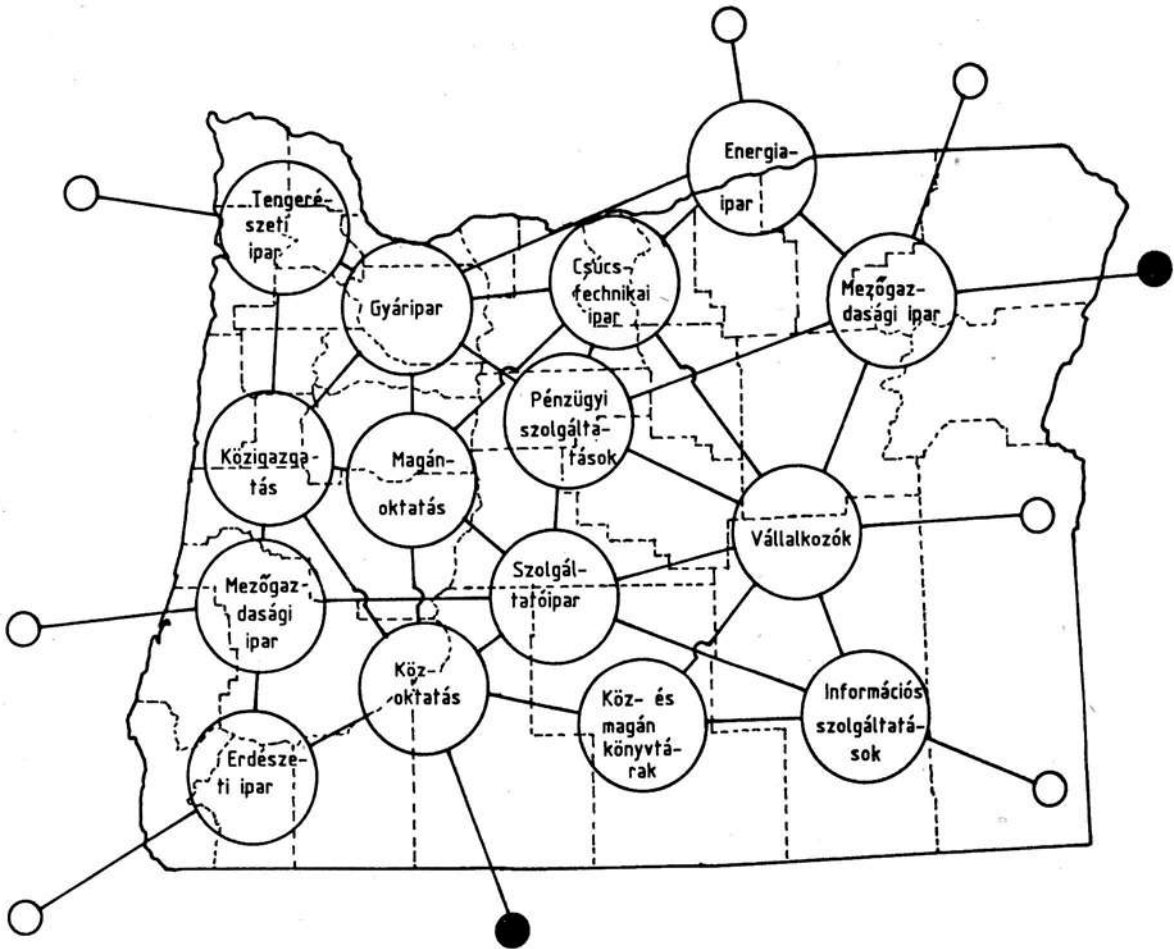 Energia-
ipar
Tengeré-
szeti
ipar
Csúcs-
technikai
ipar
Mezőgaz-
dasági ipar
Gyáripar
Pénzügyi
szolgálta-
tások
Közigazga-
tás
Magán-
oktatás
Vállalkozók
Mezőgaz-
dasági
ipar
Szolgál-
tatóipar
Köz-
oktatás
Köz- és
magán
könyvtá-
rak
Információs
szolgáltatá-
sok
Erdésze-
ti ipar